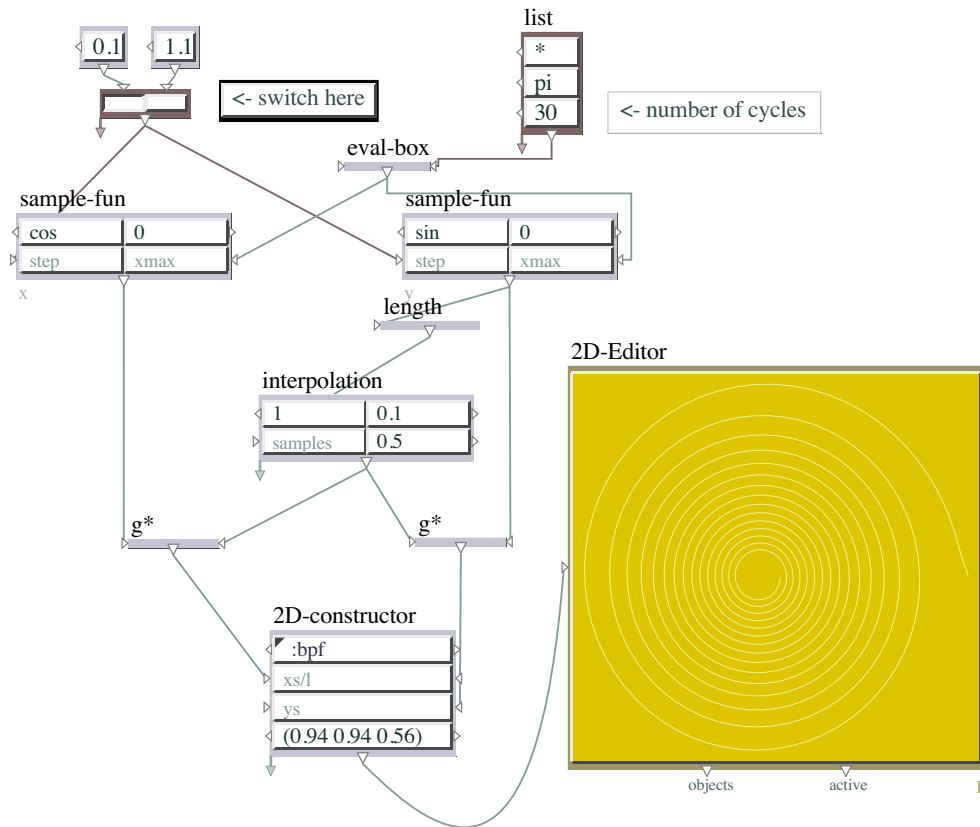 list
0.1 1.1
*
pi
30
<- switch here
<- number of cycles
eval-box
sample-fun
cos 0
step xmax
x
sample-fun
sin 0
step xmax
y
length
interpolation
1 0.1
samples 0.5
2D-Editor
g*
g*
2D-constructor
:bpf
xs/l
ys
(0.94 0.94 0.56)
objects active